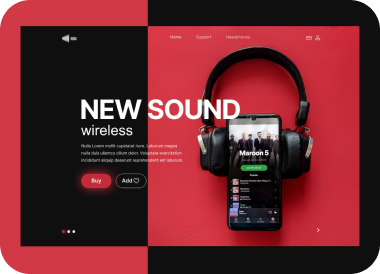 Home Support Headphones
NEW SOUND
wireless
Nulla Lorem mollit cupidatat irure. Laborum magna
nulla duis ullamco cillum dolor. Voluptate exercitation
incididunt aliquip deserunt reprehenderit elit laborum.
Buy Add
Maroon 5
Popular